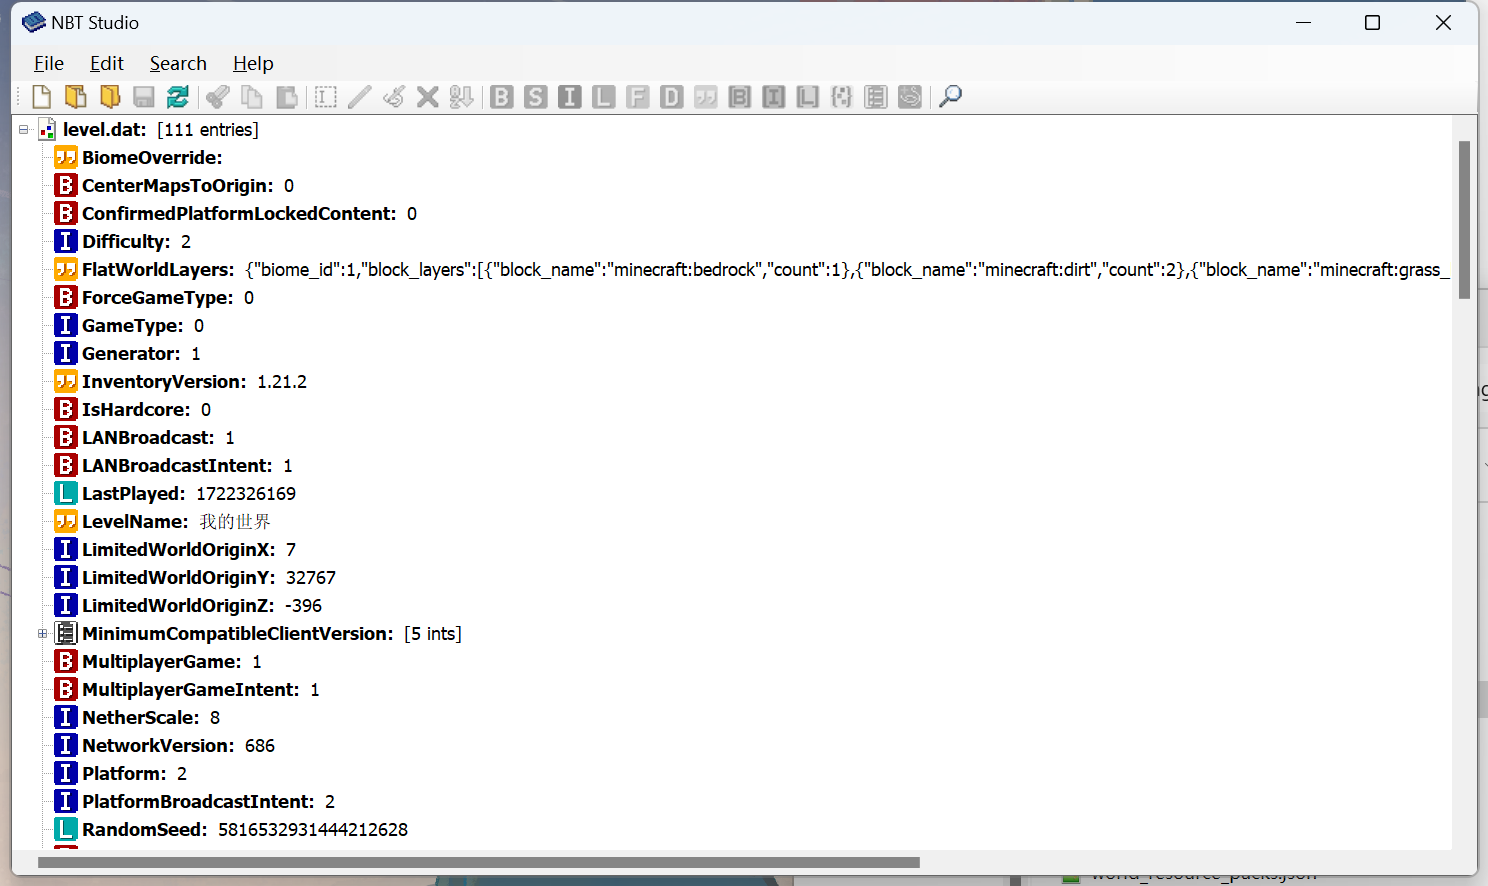 NBT Studio
File Edit Search Help
level.dat: [111 entries]
BiomeOverride:
CenterMapsToOrigin: 0
ConfirmedPlatformLockedContent: 0
Difficulty: 2
FlatWorldLayers: {"biome_id":1,"block_layers":[{"block_name":"minecraft:bedrock","count":1},{"block_name":"minecraft:dirt","count":2},{"block_name":"minecraft:grass_
ForceGameType: 0
GameType: 0
Generator: 1
InventoryVersion: 1.21.2
IsHardcore: 0
LANBroadcast: 1
LANBroadcastIntent: 1
LastPlayed: 1722326169
LevelName: 我的世界
LimitedWorldOriginX: 7
LimitedWorldOriginY: 32767
LimitedWorldOriginZ: -396
MinimumCompatibleClientVersion: [5 ints]
MultiplayerGame: 1
MultiplayerGameIntent: 1
NetherScale: 8
NetworkVersion: 686
Platform: 2
PlatformBroadcastIntent: 2
RandomSeed: 5816532931444212628
world_resource_packs.json